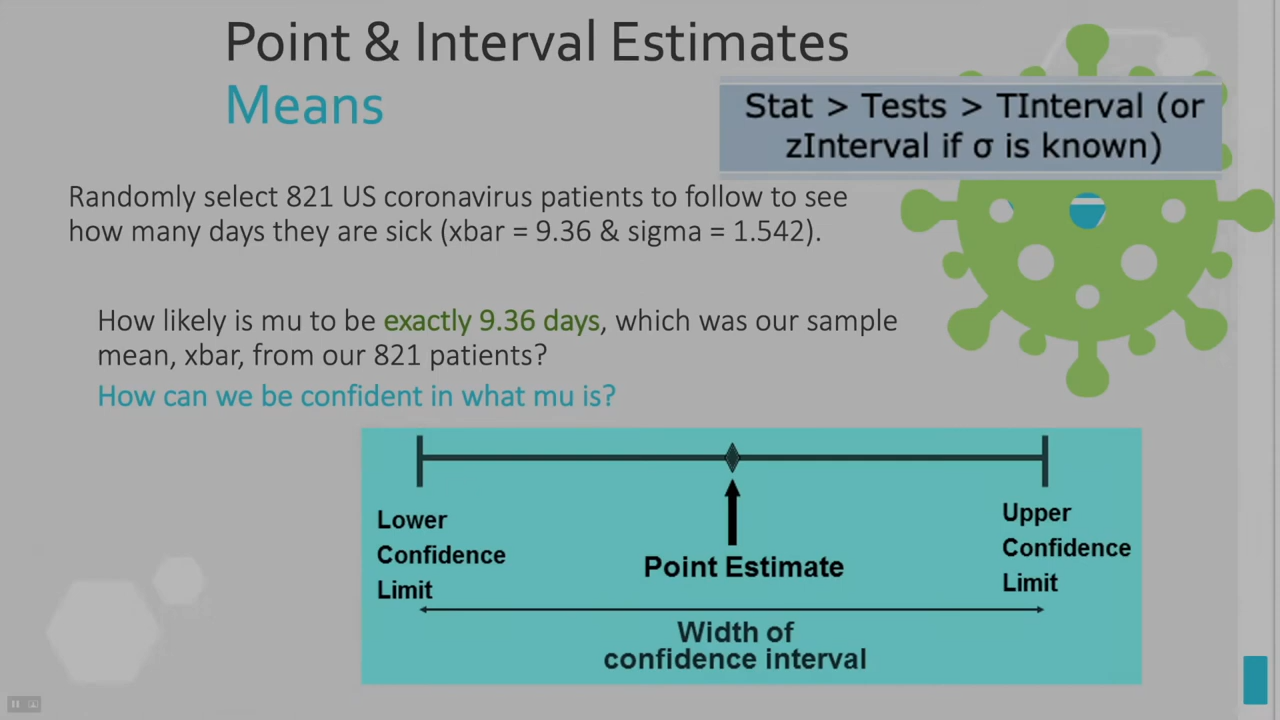 Point & Interval Estimates
Means
Stat > Tests > TInterval (or
zInterval if σ is known)
Randomly select 821 US coronavirus patients to follow to see
how many days they are sick (xbar = 9.36 & sigma = 1.542).
How likely is mu to be exactly 9.36 days, which was our sample
mean, xbar, from our 821 patients?
How can we be confident in what mu is?
Lower
Confidence
Limit
Point Estimate
Upper
Confidence
Limit
Width of
confidence interval